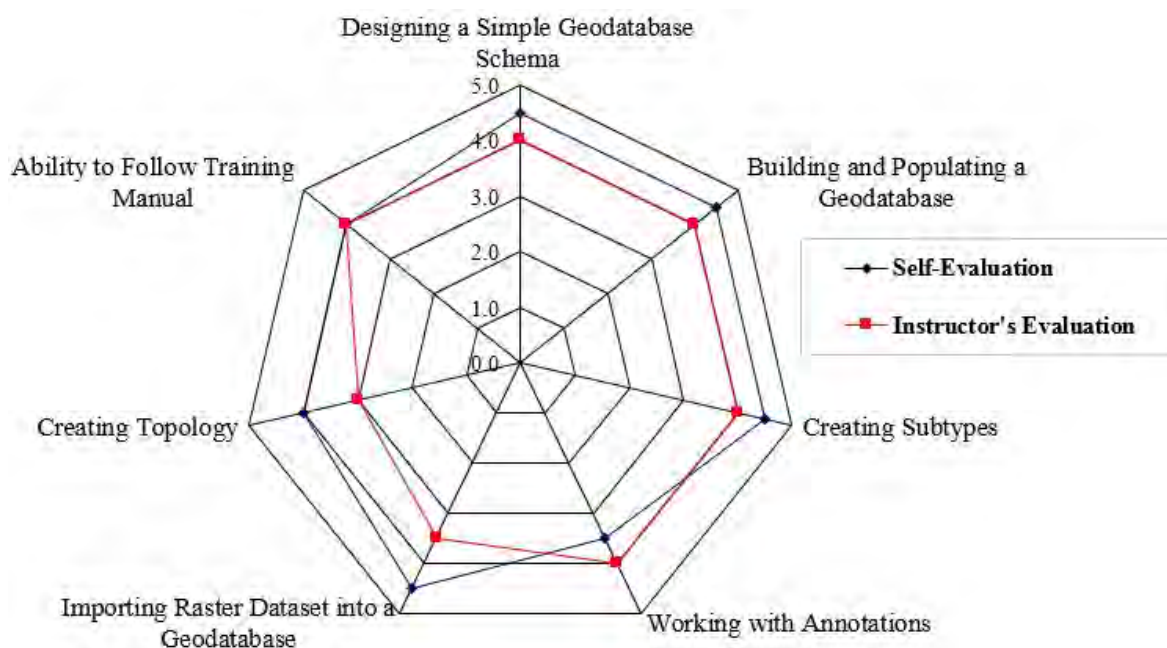 Designing a Simple Geodatabase
Schema
5.0
4.0
3.0
2.0
1.0
0.0
Ability to Follow Training
Manual
Building and Populating a
Geodatabase
Self-Evaluation
Instructor's Evaluation
Creating Topology
Creating Subtypes
Importing Raster Dataset into a
Geodatabase
Working with Annotations